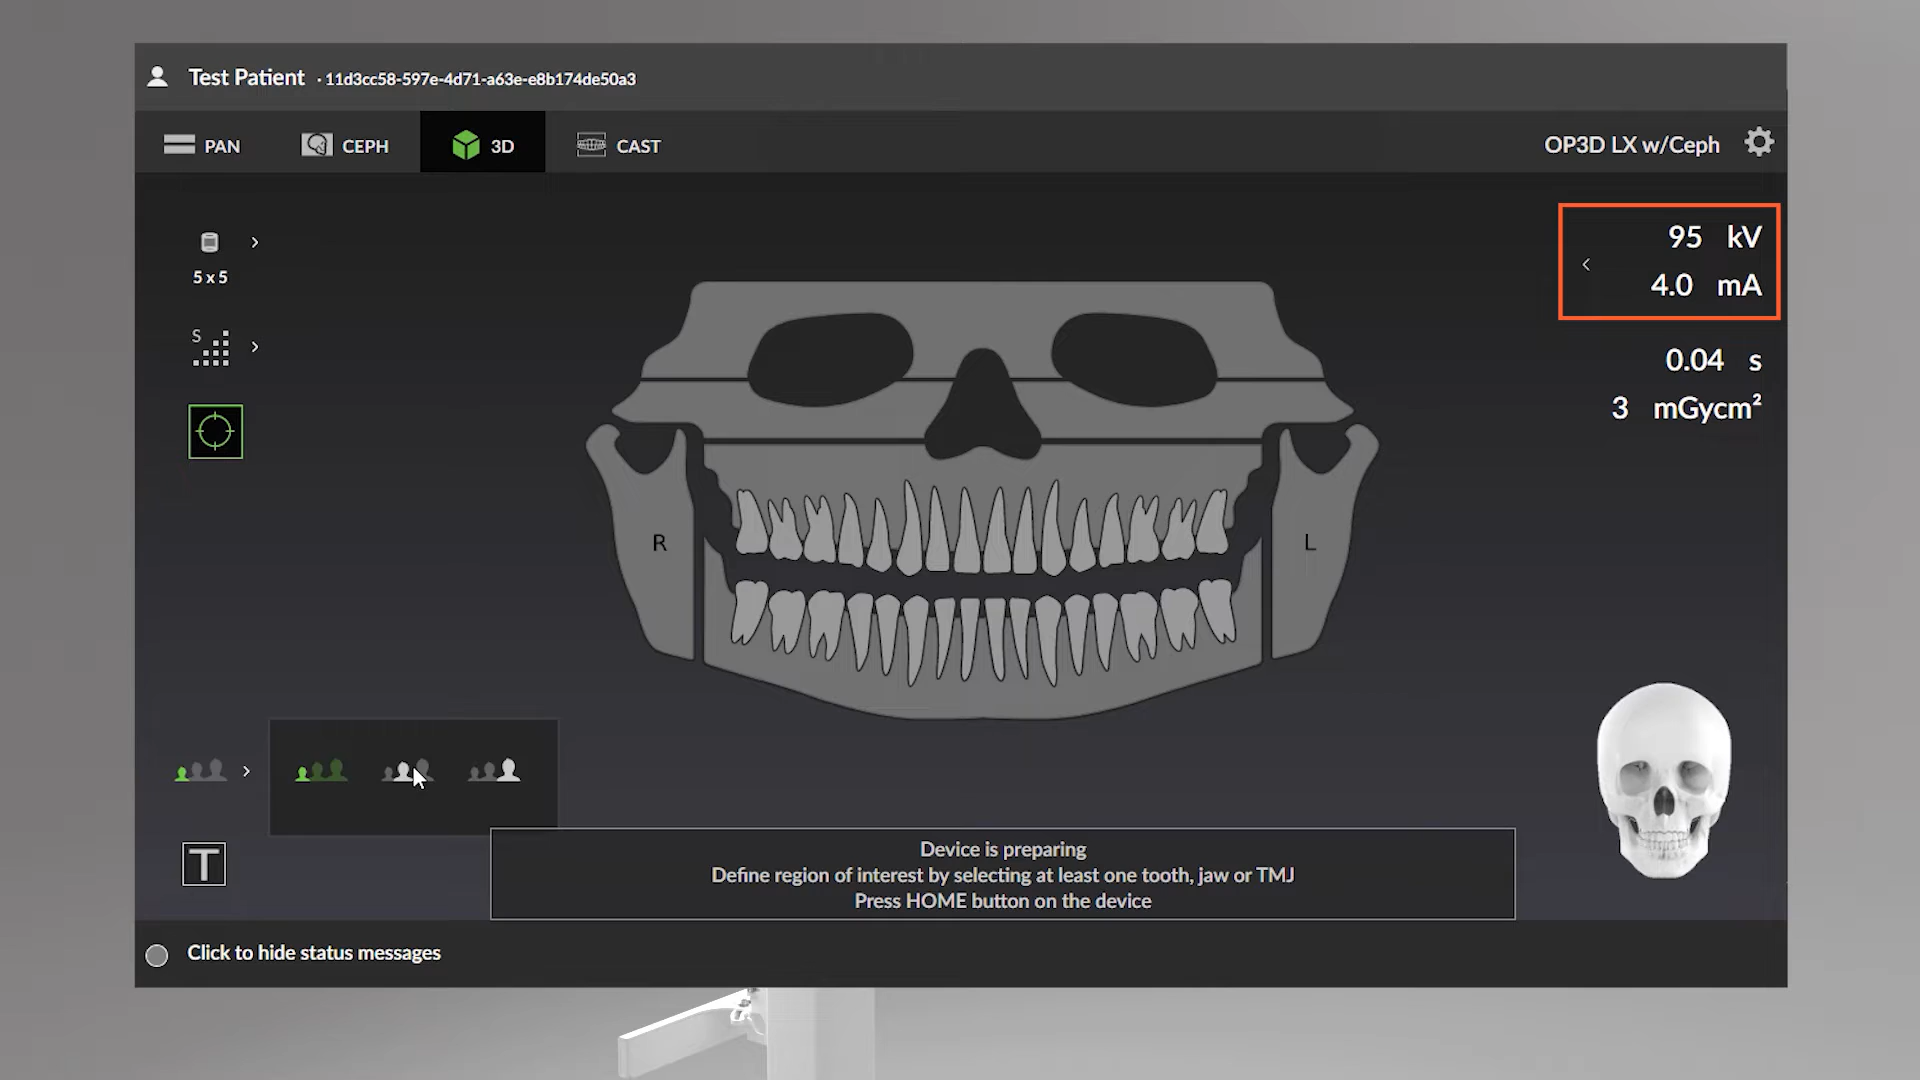 Test Patient · 11d3cc58-597e-4d71-a63e-e8b174de50a3
PAN
CEPH
3D
CAST
OP3D LX w/Ceph
5 x 5
S
95 kV
4.0 mA
0.04 s
3 mGycm²
R
L
T
Device is preparing
Define region of interest by selecting at least one tooth, jaw or TMJ
Press HOME button on the device
Click to hide status messages